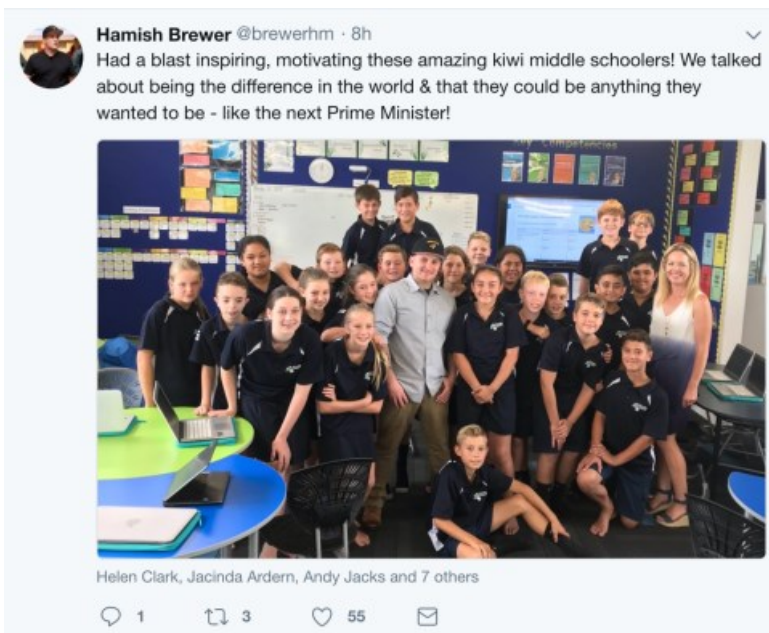 Hamish Brewer @brewerhm · 8h
Had a blast inspiring, motivating these amazing kiwi middle schoolers! We talked
about being the difference in the world & that they could be anything they
wanted to be - like the next Prime Minister!
Key Competencies
Helen Clark, Jacinda Ardern, Andy Jacks and 7 others
1 3 55